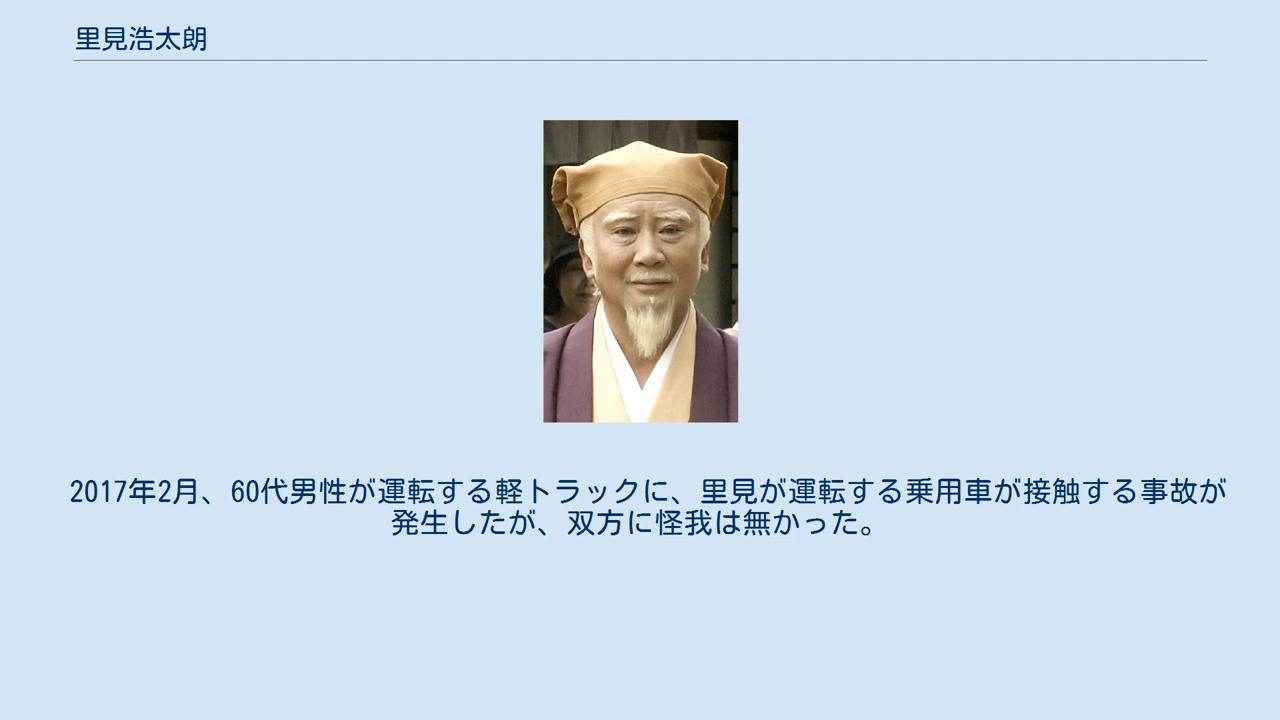 里見浩太朗
2017年2月、60代男性が運転する軽トラックに、里見が運転する乗用車が接触する事故が
発生したが、双方に怪我は無かった。